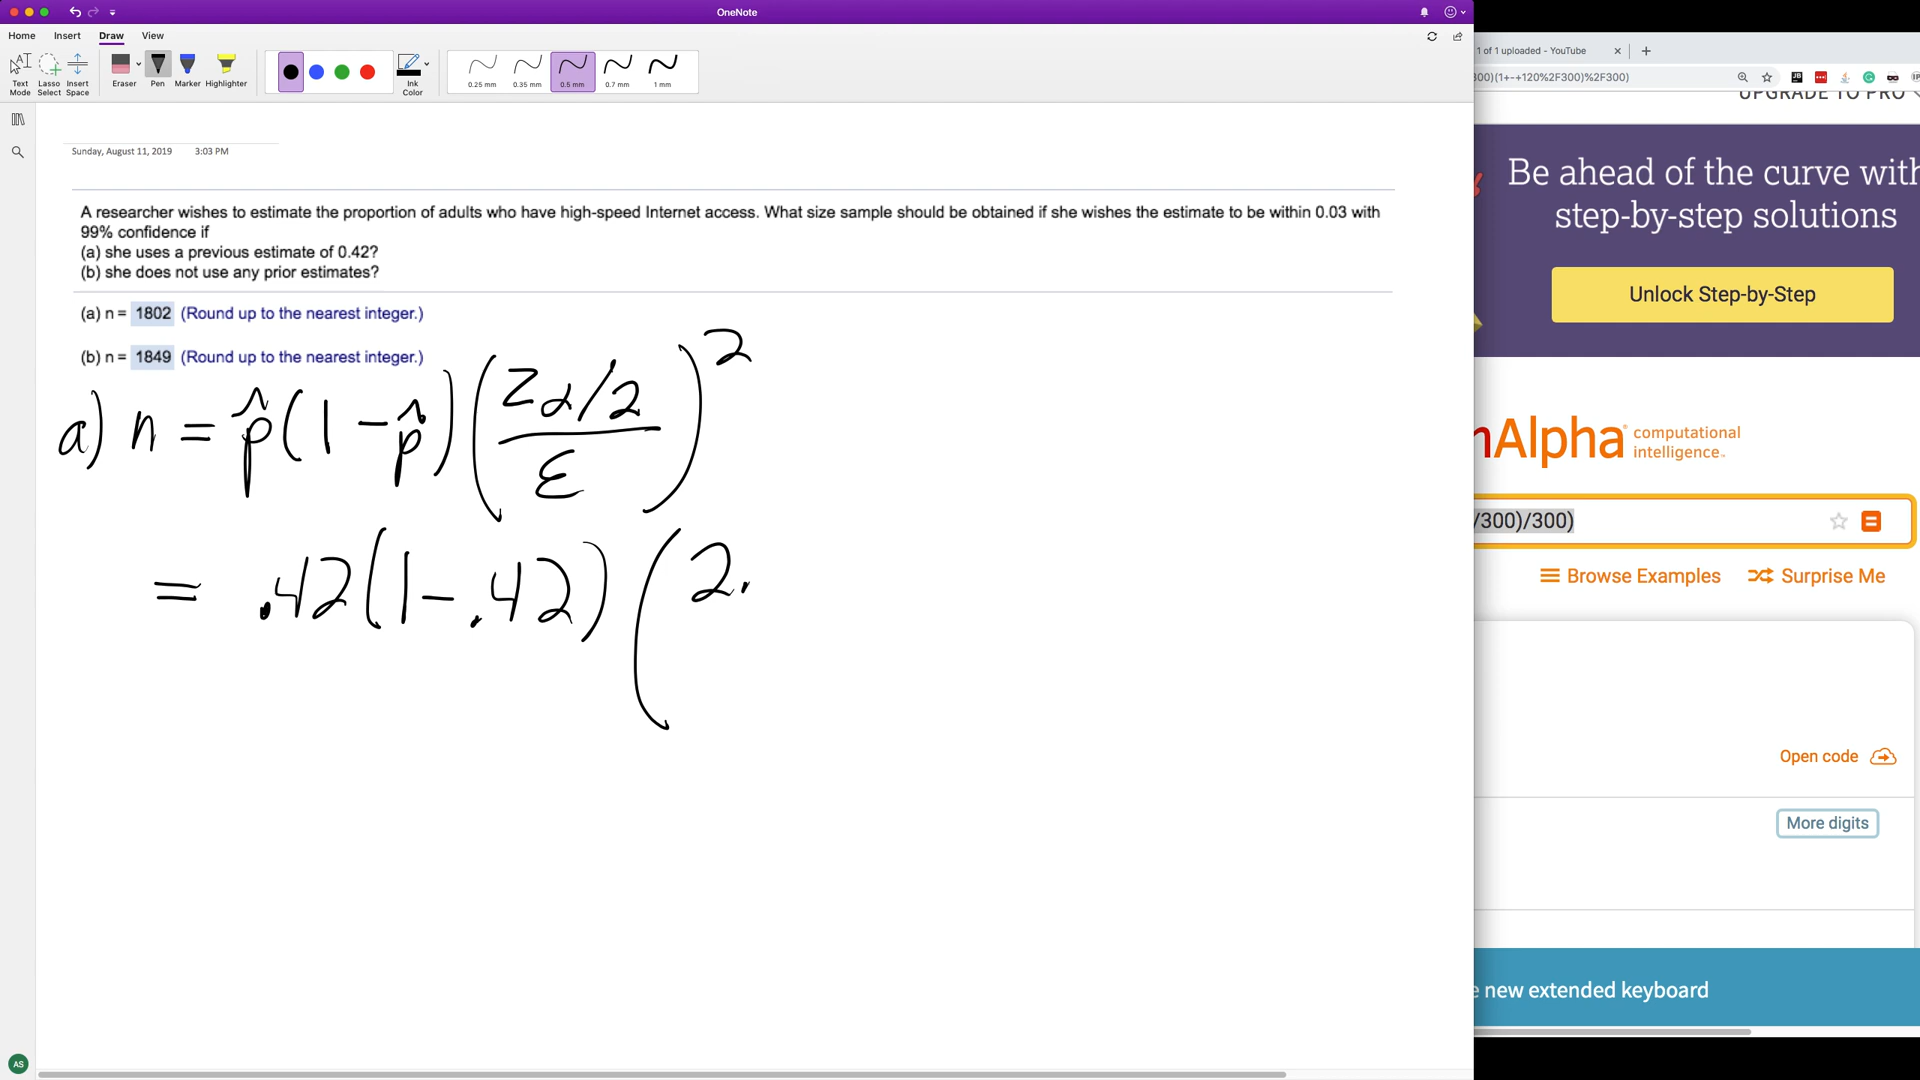 OneNote
Home Insert Draw View
Text Mode Lasso Select Insert Space Eraser Pen Marker Highlighter 0.25 mm 0.35 mm 0.5 mm 0.7 mm 1 mm Ink Color
Sunday, August 11, 2019 3:03 PM
A researcher wishes to estimate the proportion of adults who have high-speed Internet access. What size sample should be obtained if she wishes the estimate to be within 0.03 with
99% confidence if
(a) she uses a previous estimate of 0.42?
(b) she does not use any prior estimates?
(a) n = 1802 (Round up to the nearest integer.)
(b) n = 1849 (Round up to the nearest integer.)
a) n = p̂(1 - p̂)(zα/2 / ε)²
= .42(1 - .42)(2.
AS
1 of 1 uploaded - YouTube
300)(1+-+120%2F300)%2F300)
UPGRADE TO PRO
Be ahead of the curve with
step-by-step solutions
Unlock Step-by-Step
Alpha computational
intelligence
/300)/300)
Browse Examples Surprise Me
Open code
More digits
new extended keyboard